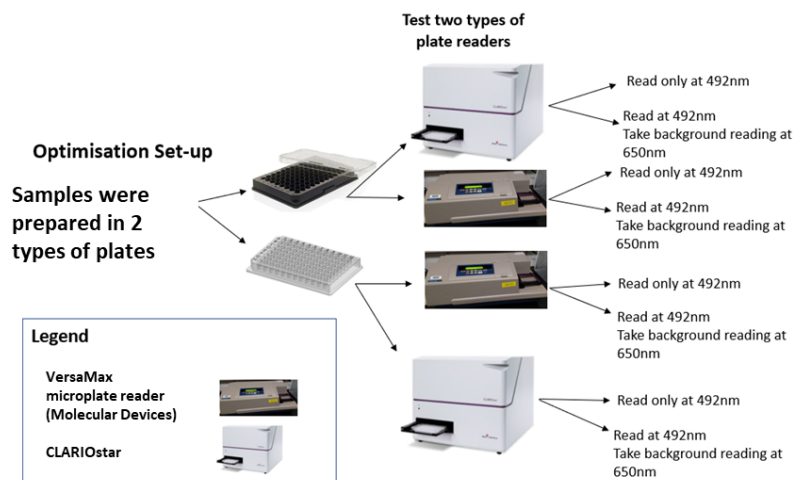 Test two types of
plate readers
Read only at 492nm
Read at 492nm
Take background reading at
650nm
Optimisation Set-up
Samples were
prepared in 2
types of plates
Read only at 492nm
Read at 492nm
Take background reading at
650nm
Read only at 492nm
Read at 492nm
Take background reading at
650nm
Legend
VersaMax
microplate reader
(Molecular Devices)
CLARIOstar
Read only at 492nm
Read at 492nm
Take background reading at
650nm